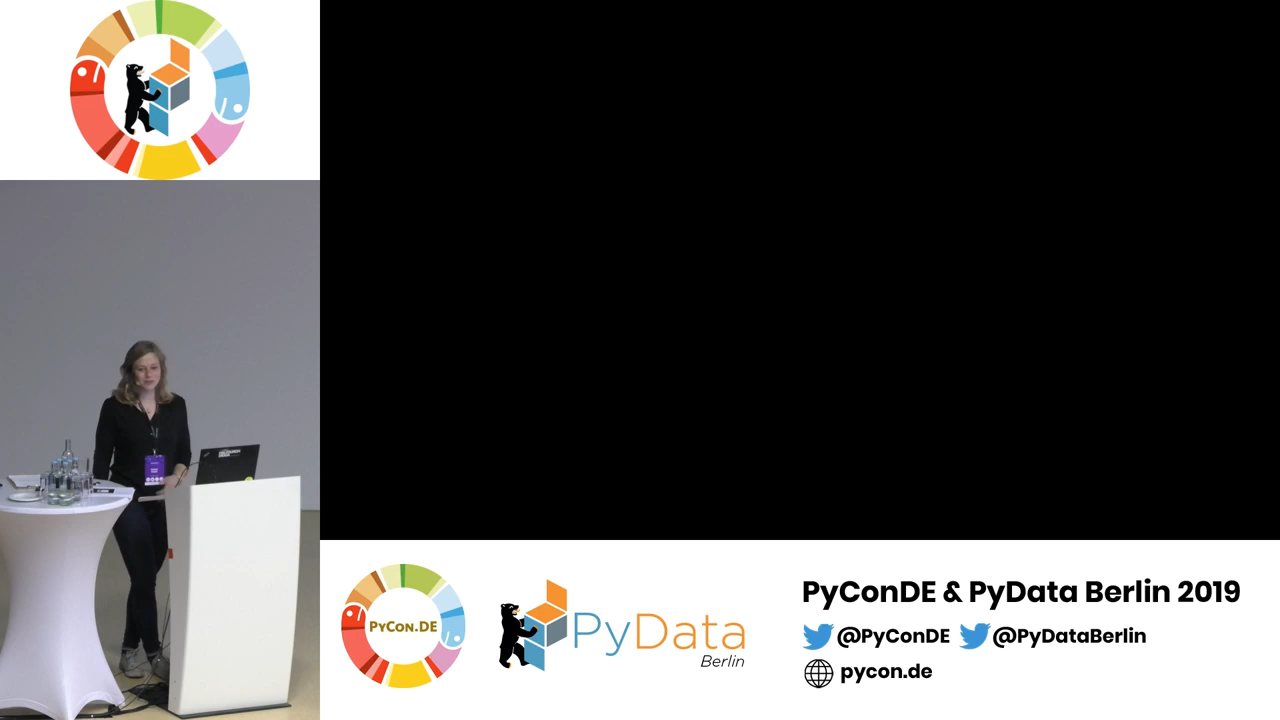 PYCON.DE
PyData
Berlin
PyConDE & PyData Berlin 2019
@PyConDE @PyDataBerlin
pycon.de